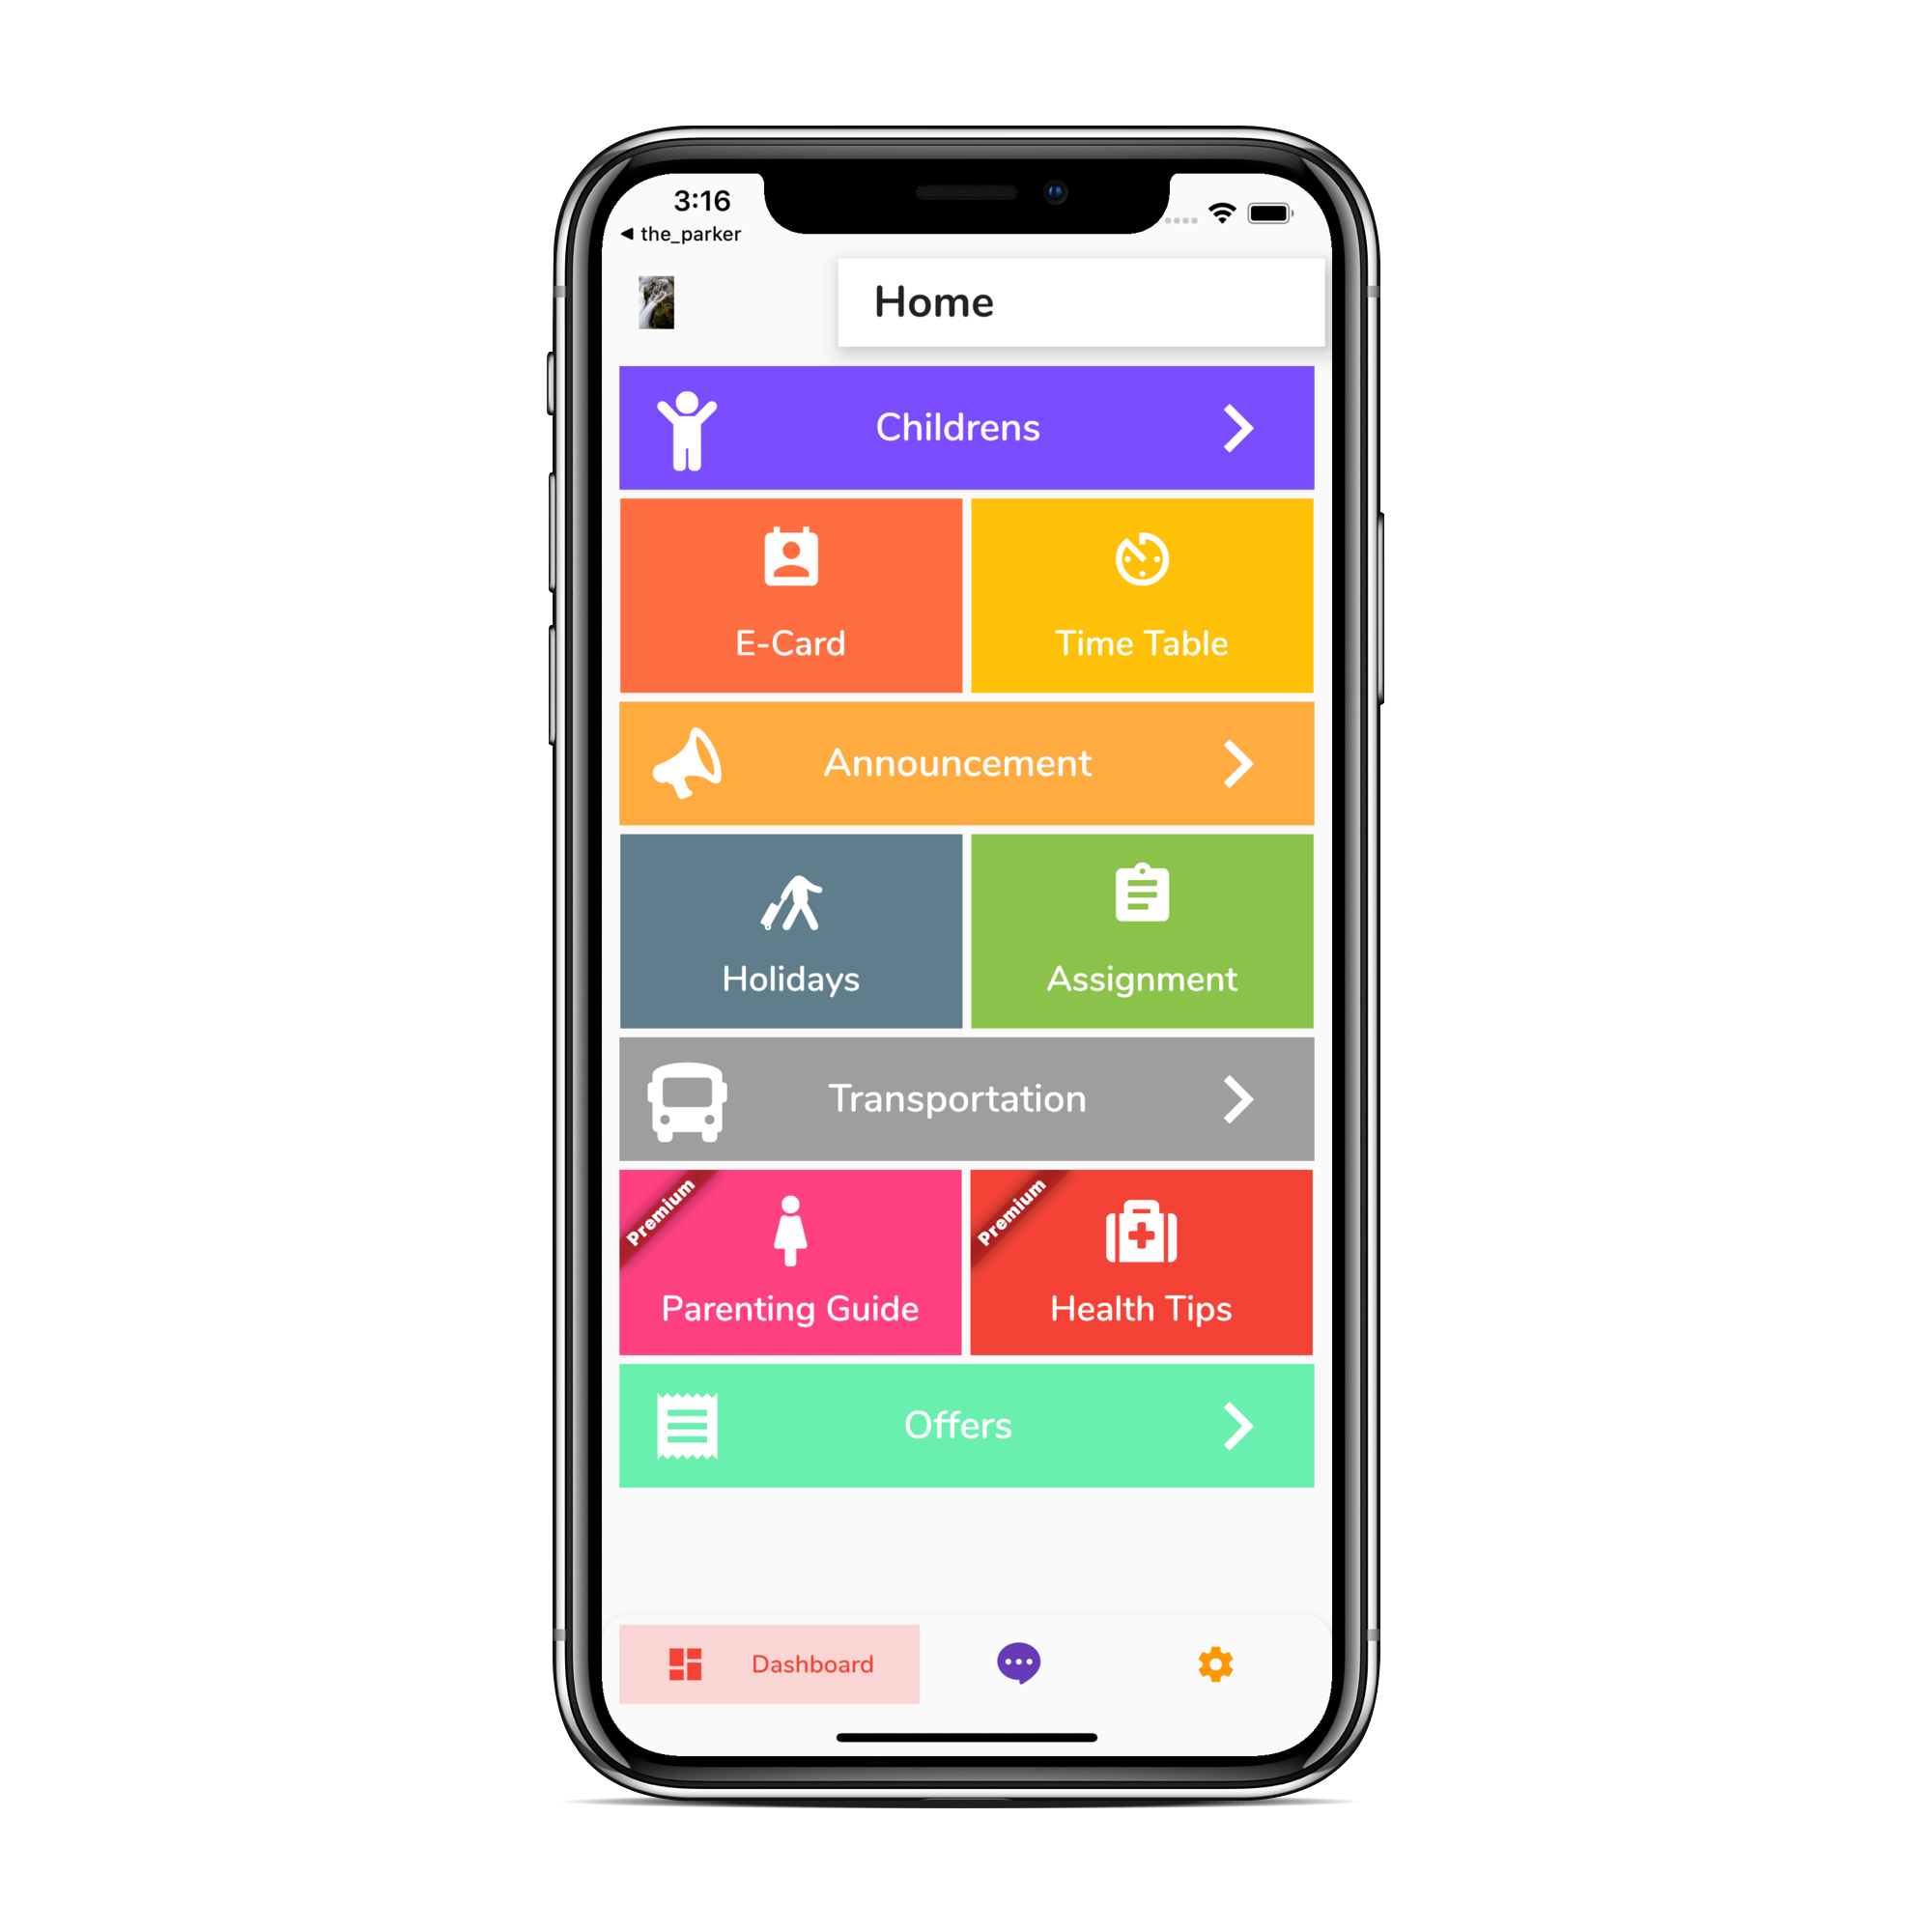 3:16
◀ the_parker
Home
Childrens
E-Card
Time Table
Announcement
Holidays
Assignment
Transportation
Premium
Parenting Guide
Premium
Health Tips
Offers
Dashboard